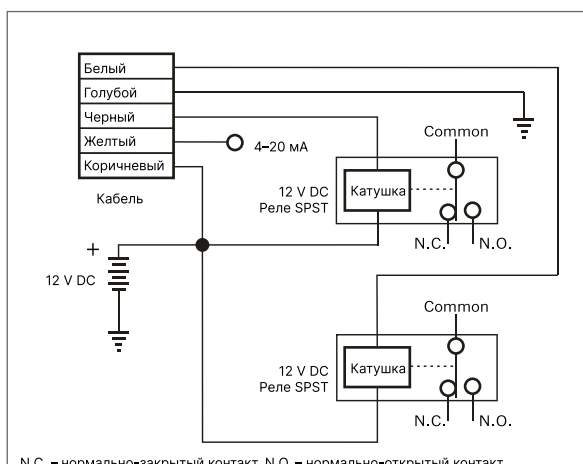 Белый
Голубой
Черный
Желтый
Коричневый
Кабель
4–20 мА
Common
12 V DC
Реле SPST
Катушка
N.C.
N.O.
+
12 V DC
Common
12 V DC
Реле SPST
Катушка
N.C.
N.O.
N.C. – нормально-закрытый контакт, N.O. – нормально-открытый контакт